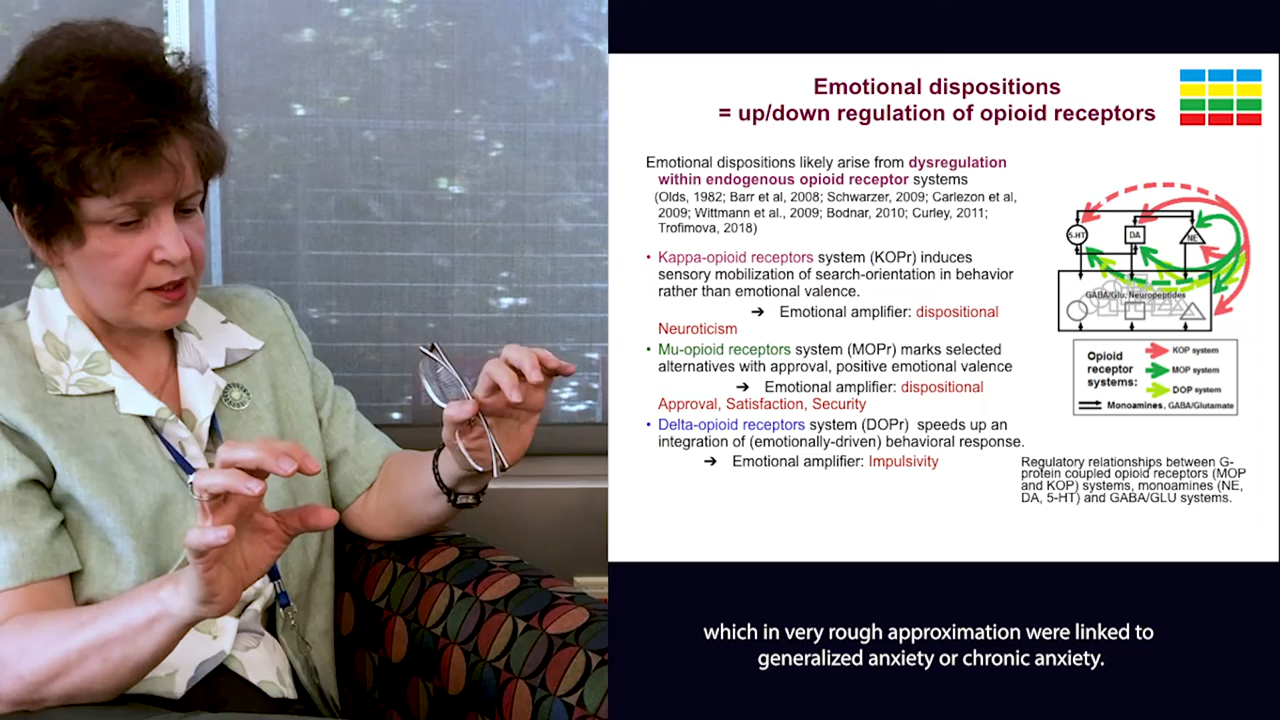 Emotional dispositions
= up/down regulation of opioid receptors
Emotional dispositions likely arise from dysregulation
within endogenous opioid receptor systems
(Olds, 1982; Barr et al, 2008; Schwarzer, 2009; Carlezon et al,
2009; Wittmann et al., 2009; Bodnar, 2010; Curley, 2011;
Trofimova, 2018)
• Kappa-opioid receptors system (KOPr) induces
sensory mobilization of search-orientation in behavior
rather than emotional valence.
➔ Emotional amplifier: dispositional
Neuroticism
• Mu-opioid receptors system (MOPr) marks selected
alternatives with approval, positive emotional valence
➔ Emotional amplifier: dispositional
Approval, Satisfaction, Security
• Delta-opioid receptors system (DOPr) speeds up an
integration of (emotionally-driven) behavioral response.
➔ Emotional amplifier: Impulsivity
5-HT
DA
NE
GABA/Glu, Neuropeptides
Opioid
receptor
systems:
KOP system
MOP system
DOP system
Monoamines, GABA/Glutamate
Regulatory relationships between G-
protein coupled opioid receptors (MOP
and KOP) systems, monoamines (NE,
DA, 5-HT) and GABA/GLU systems.
which in very rough approximation were linked to
generalized anxiety or chronic anxiety.